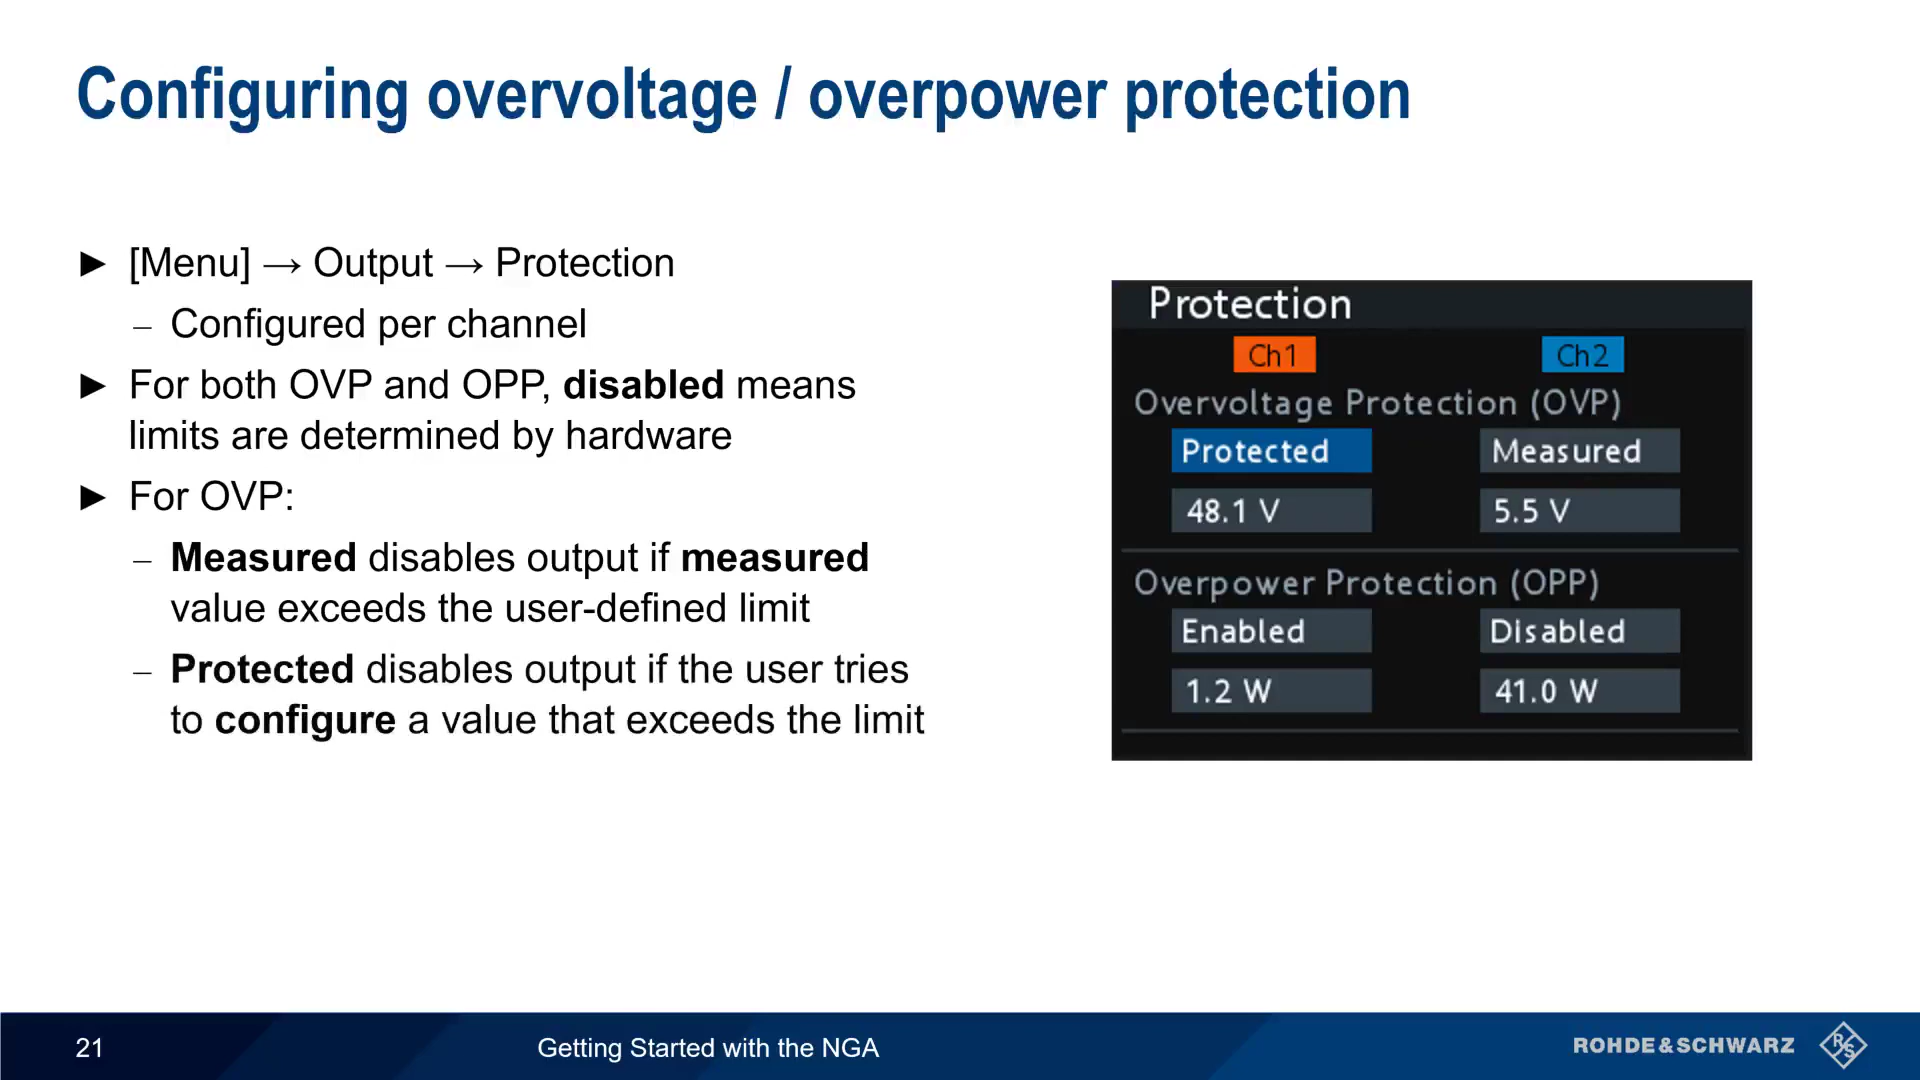 Configuring overvoltage / overpower protection
► [Menu] → Output → Protection
– Configured per channel
► For both OVP and OPP, disabled means
limits are determined by hardware
► For OVP:
– Measured disables output if measured
value exceeds the user-defined limit
– Protected disables output if the user tries
to configure a value that exceeds the limit
Protection
Ch1 Ch2
Overvoltage Protection (OVP)
Protected Measured
48.1 V 5.5 V
Overpower Protection (OPP)
Enabled Disabled
1.2 W 41.0 W
21 Getting Started with the NGA ROHDE&SCHWARZ R S